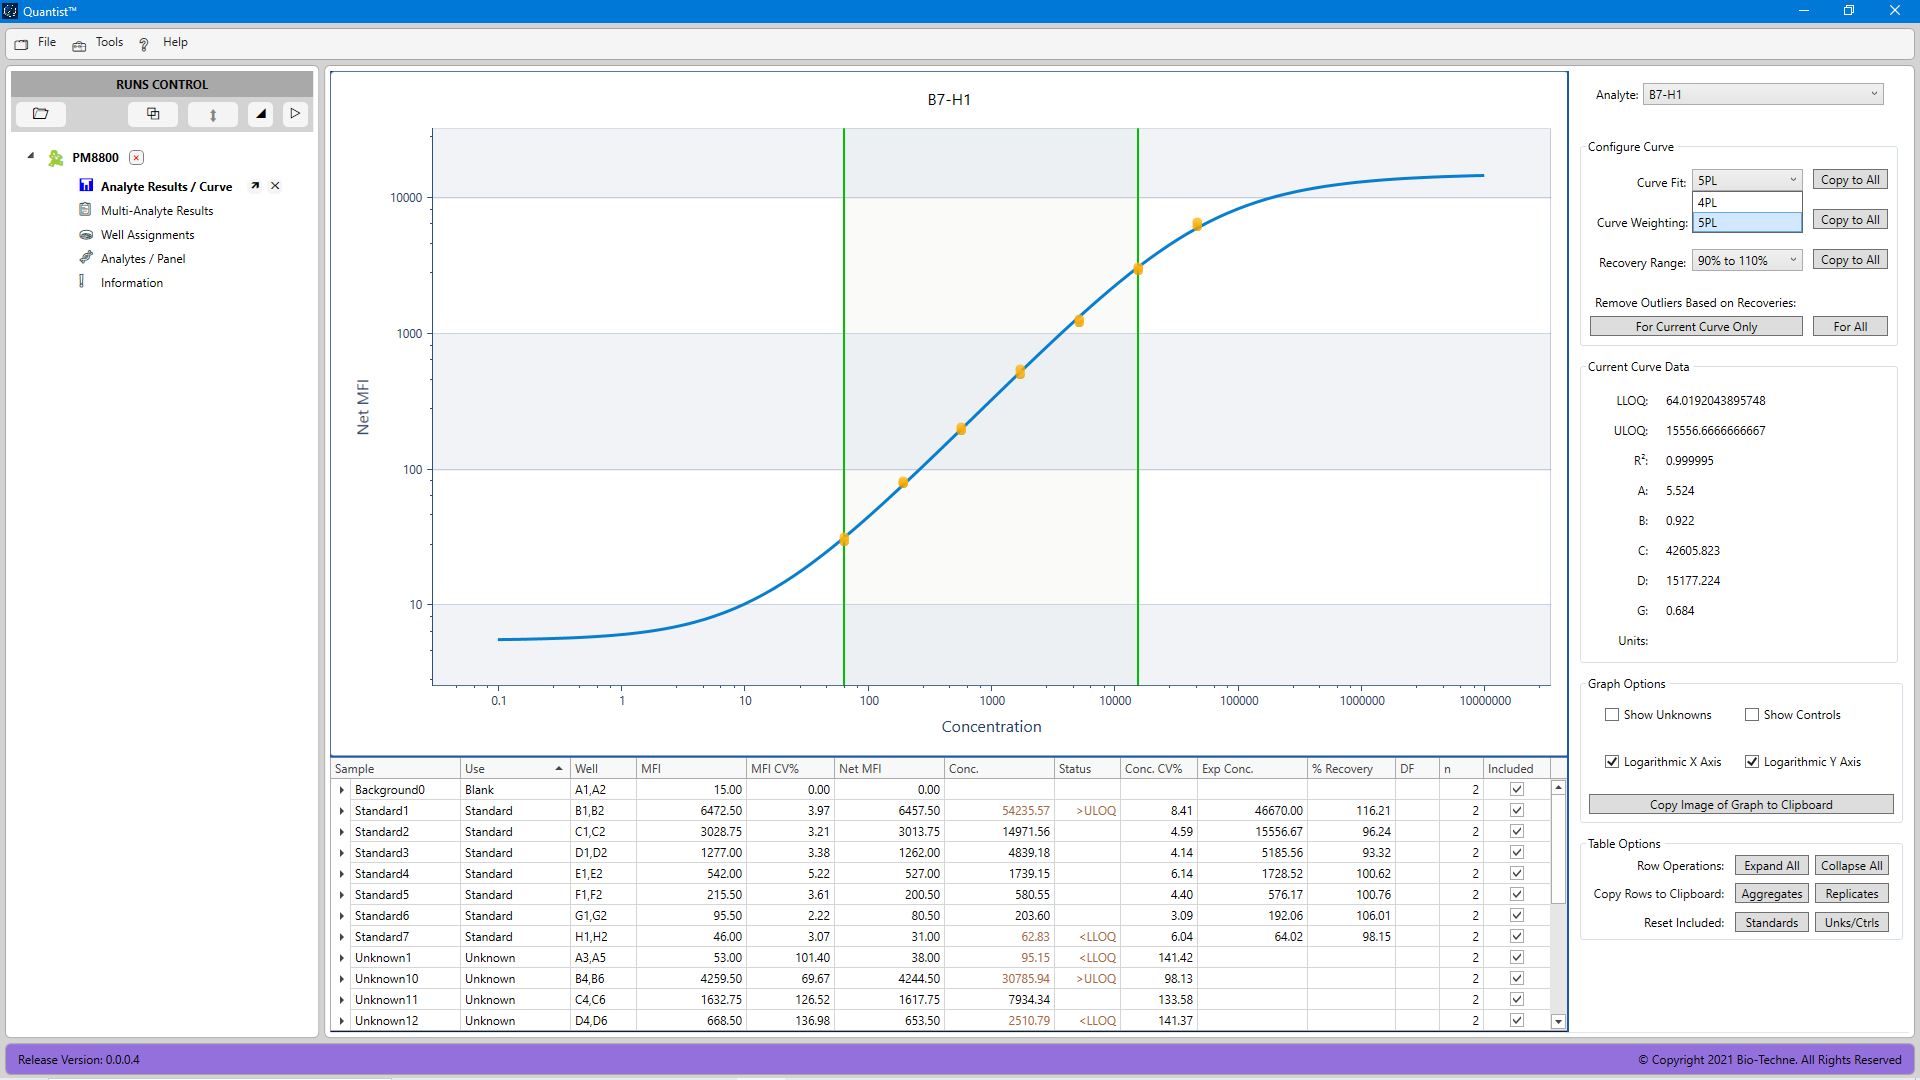 Quantist™
File Tools ? Help
RUNS CONTROL
PM8800
Analyte Results / Curve
Multi-Analyte Results
Well Assignments
Analytes / Panel
Information
B7-H1
10000
1000
100
10
Net MFI
0.1 1 10 100 1000 10000 100000 1000000 10000000
Concentration
Sample Use Well MFI MFI CV% Net MFI Conc. Status Conc. CV% Exp Conc. % Recovery DF n Included
Background0 Blank A1,A2 15.00 0.00 0.00 2
Standard1 Standard B1,B2 6472.50 3.97 6457.50 54235.57 >ULOQ 8.41 46670.00 116.21 2
Standard2 Standard C1,C2 3028.75 3.21 3013.75 14971.56 4.59 15556.67 96.24 2
Standard3 Standard D1,D2 1277.00 3.38 1262.00 4839.18 4.14 5185.56 93.32 2
Standard4 Standard E1,E2 542.00 5.22 527.00 1739.15 6.14 1728.52 100.62 2
Standard5 Standard F1,F2 215.50 3.61 200.50 580.55 4.40 576.17 100.76 2
Standard6 Standard G1,G2 95.50 2.22 80.50 203.60 3.09 192.06 106.01 2
Standard7 Standard H1,H2 46.00 3.07 31.00 62.83 <LLOQ 6.04 64.02 98.15 2
Unknown1 Unknown A3,A5 53.00 101.40 38.00 95.15 <LLOQ 141.42 2
Unknown10 Unknown B4,B6 4259.50 69.67 4244.50 30785.94 >ULOQ 98.13 2
Unknown11 Unknown C4,C6 1632.75 126.52 1617.75 7934.34 133.58 2
Unknown12 Unknown D4,D6 668.50 136.98 653.50 2510.79 <LLOQ 141.37 2
Analyte: B7-H1
Configure Curve
Curve Fit: 5PL Copy to All
4PL
5PL
Curve Weighting: Copy to All
Recovery Range: 90% to 110% Copy to All
Remove Outliers Based on Recoveries:
For Current Curve Only For All
Current Curve Data
LLOQ: 64.0192043895748
ULOQ: 15556.6666666667
R²: 0.999995
A: 5.524
B: 0.922
C: 42605.823
D: 15177.224
G: 0.684
Units:
Graph Options
Show Unknowns Show Controls
Logarithmic X Axis Logarithmic Y Axis
Copy Image of Graph to Clipboard
Table Options
Row Operations: Expand All Collapse All
Copy Rows to Clipboard: Aggregates Replicates
Reset Included: Standards Unks/Ctrls
Release Version: 0.0.0.4
© Copyright 2021 Bio-Techne. All Rights Reserved